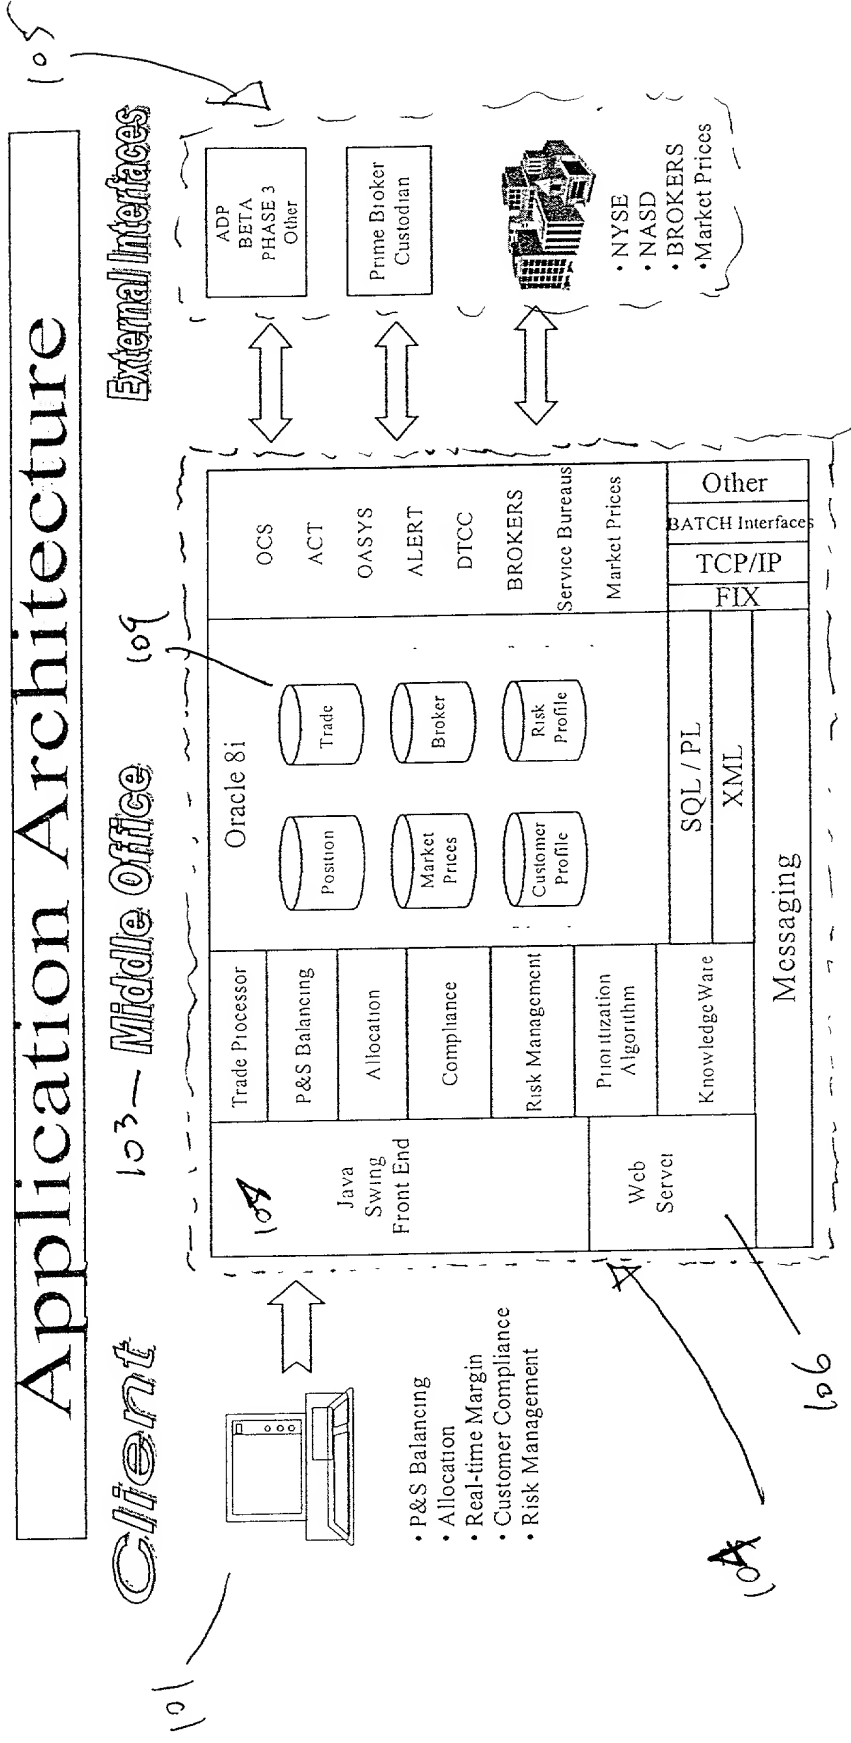 Application Architecture
Client
103 — Middle Office
External Interfaces
105
101
• P&S Balancing
• Allocation
• Real-time Margin
• Customer Compliance
• Risk Management
108
Java
Swing
Front End
Web
Server
106
Trade Processor
P&S Balancing
Allocation
Compliance
Risk Management
Prioritization
Algorithm
KnowledgeWare
Oracle 8i
109
Position
Trade
Market
Prices
Broker
Customer
Profile
Risk
Profile
SQL / PL
XML
Messaging
OCS
ACT
OASYS
ALERT
DTCC
BROKERS
Service Bureaus
Market Prices
FIX
TCP/IP
BATCH Interfaces
Other
ADP
BETA
PHASE 3
Other
Prime Broker
Custodian
• NYSE
• NASD
• BROKERS
• Market Prices